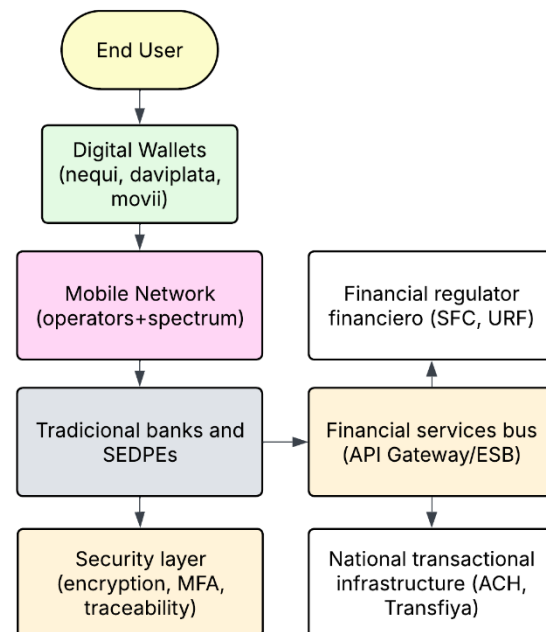 End User
Digital Wallets
(nequi, daviplata,
movii)
Mobile Network
(operators+spectrum)
Financial regulator
financiero (SFC, URF)
Tradicional banks and
SEDPEs
Financial services bus
(API Gateway/ESB)
Security layer
(encryption, MFA,
traceability)
National transactional
infrastructure (ACH,
Transfiya)